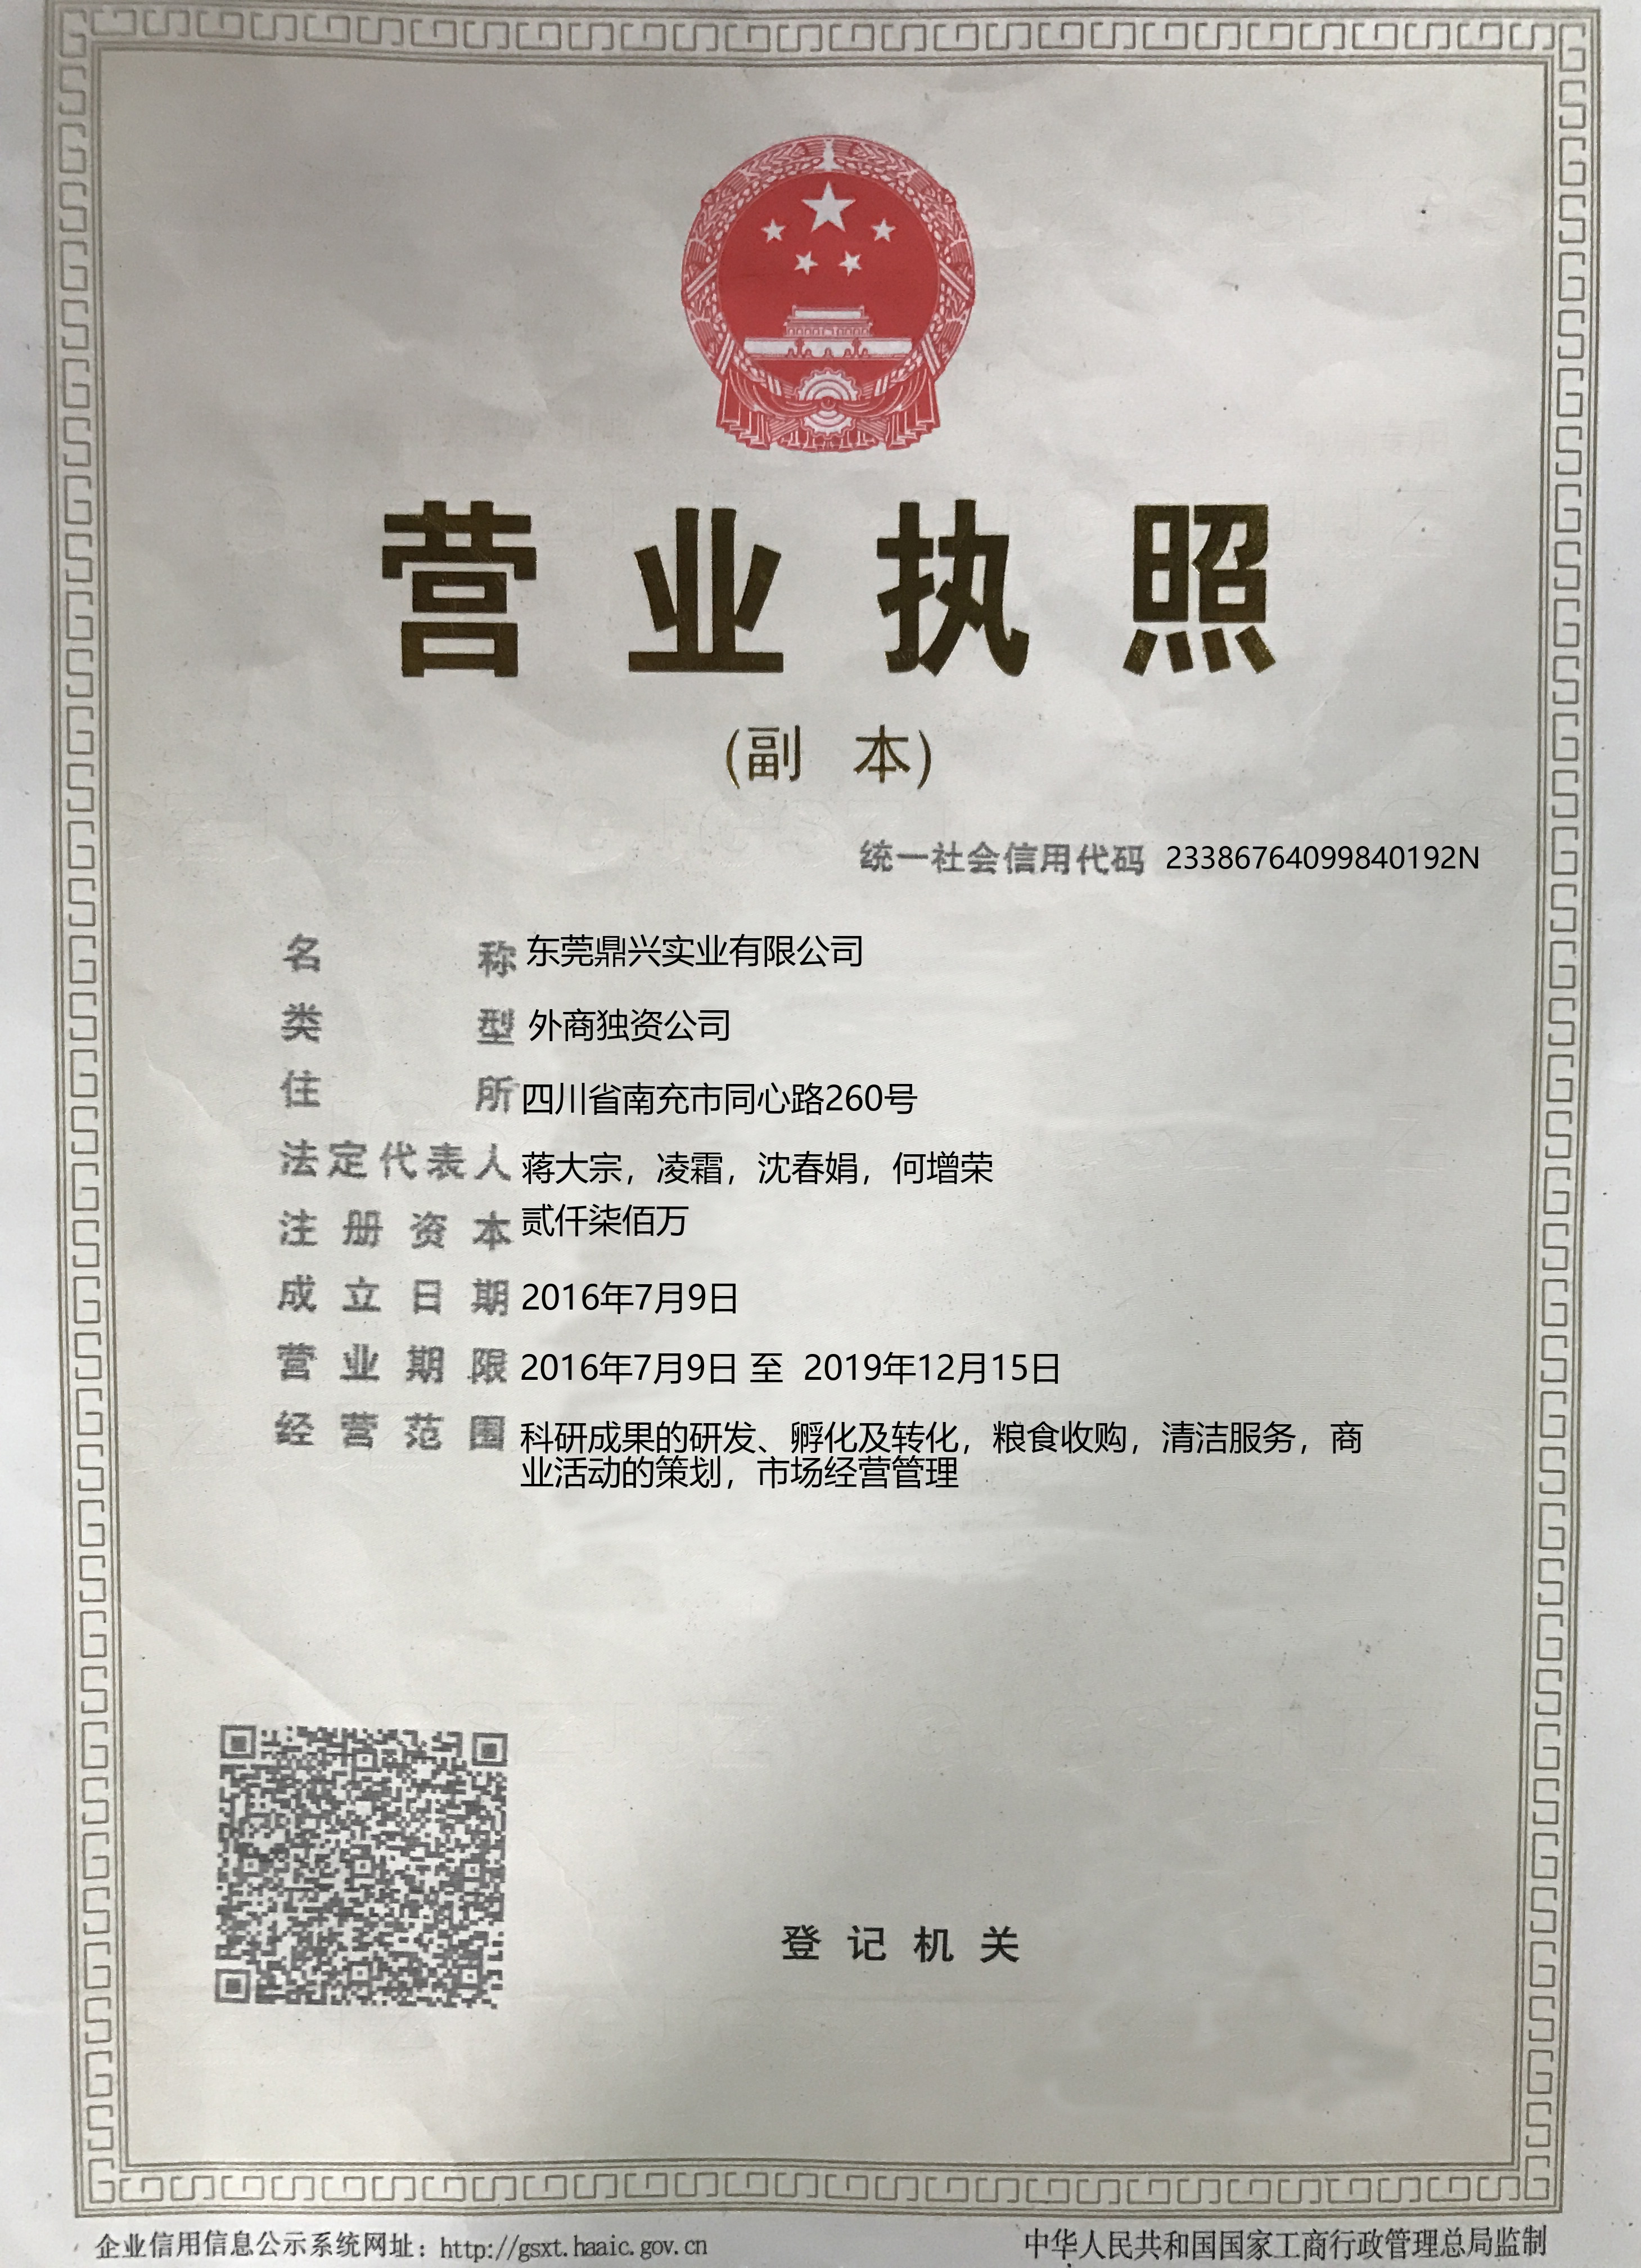 营业执照
(副 本)
统一社会信用代码 23386764099840192N
名 称 东莞鼎兴实业有限公司
类 型 外商独资公司
住 所 四川省南充市同心路260号
法定代表人 蒋大宗，凌霜，沈春娟，何增荣
注册资本 贰仟柒佰万
成立日期 2016年7月9日
营业期限 2016年7月9日 至 2019年12月15日
经营范围 科研成果的研发、孵化及转化，粮食收购，清洁服务，商
业活动的策划，市场经营管理
登记机关
企业信用信息公示系统网址：http://gsxt.haaic.gov.cn
中华人民共和国国家工商行政管理总局监制